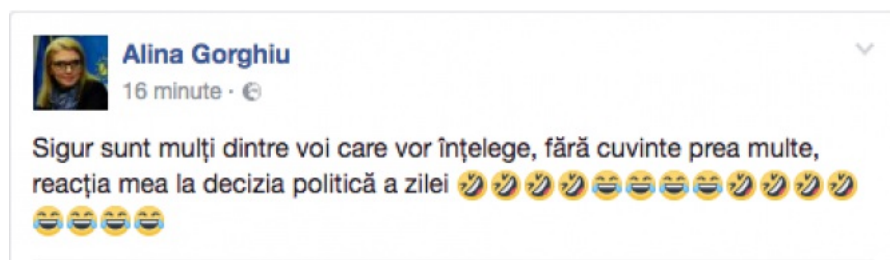 Alina Gorghiu
16 minute ·
Sigur sunt mulți dintre voi care vor înțelege, fără cuvinte prea multe,
reacția mea la decizia politică a zilei 🤣🤣🤣🤣😂😂😂😂🤣🤣🤣🤣
😂😂😂😂